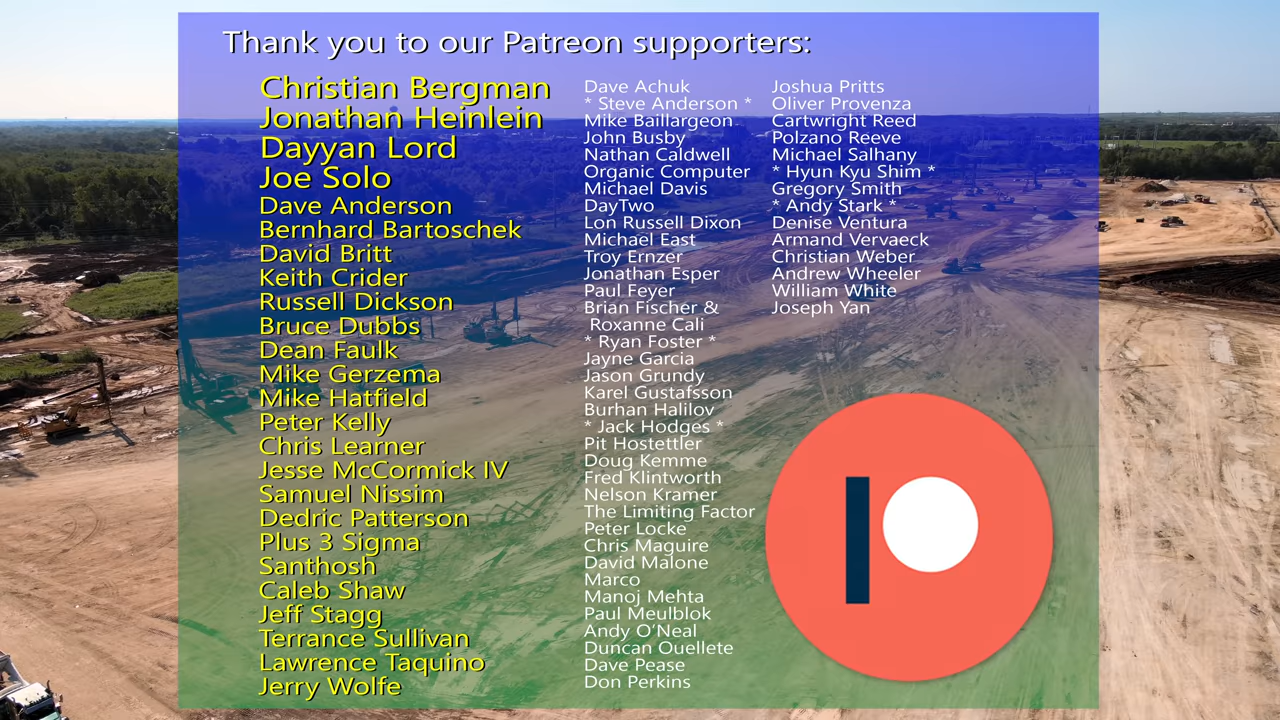 Thank you to our Patreon supporters:
Christian Bergman
Jonathan Heinlein
Dayyan Lord
Joe Solo
Dave Anderson
Bernhard Bartoschek
David Britt
Keith Crider
Russell Dickson
Bruce Dubbs
Dean Faulk
Mike Gerzema
Mike Hatfield
Peter Kelly
Chris Learner
Jesse McCormick IV
Samuel Nissim
Dedric Patterson
Plus 3 Sigma
Santhosh
Caleb Shaw
Jeff Stagg
Terrance Sullivan
Lawrence Taquino
Jerry Wolfe
Dave Achuk
* Steve Anderson *
Mike Baillargeon
John Busby
Nathan Caldwell
Organic Computer
Michael Davis
DayTwo
Lon Russell Dixon
Michael East
Troy Ernzer
Jonathan Esper
Paul Feyer
Brian Fischer &
Roxanne Cali
* Ryan Foster *
Jayne Garcia
Jason Grundy
Karel Gustafsson
Burhan Halilov
* Jack Hodges *
Pit Hostettler
Doug Kemme
Fred Klintworth
Nelson Kramer
The Limiting Factor
Peter Locke
Chris Maguire
David Malone
Marco
Manoj Mehta
Paul Meulblok
Andy O'Neal
Duncan Ouellete
Dave Pease
Don Perkins
Joshua Pritts
Oliver Provenza
Cartwright Reed
Polzano Reeve
Michael Salhany
* Hyun Kyu Shim *
Gregory Smith
* Andy Stark *
Denise Ventura
Armand Vervaeck
Christian Weber
Andrew Wheeler
William White
Joseph Yan